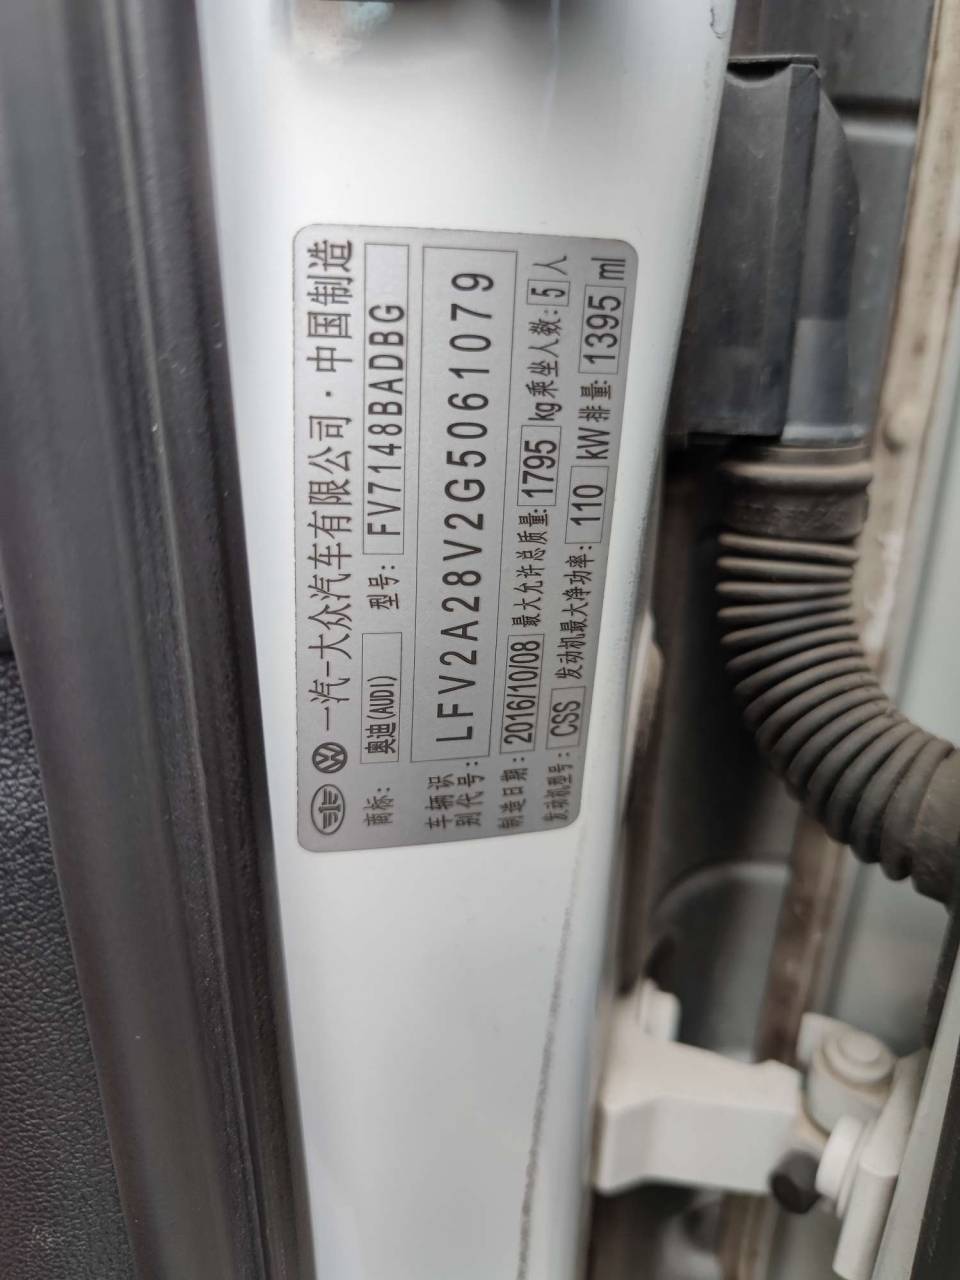 一汽-大众汽车有限公司·中国制造
商标: 奥迪(AUDI) 型号: FV7148BADBG
车辆识别代号: LFV2A28V2G5061079
制造日期: 2016/10/08 最大允许总质量: 1795 kg 乘坐人数: 5 人
发动机型号: CSS 发动机最大净功率: 110 kW 排量: 1395 ml